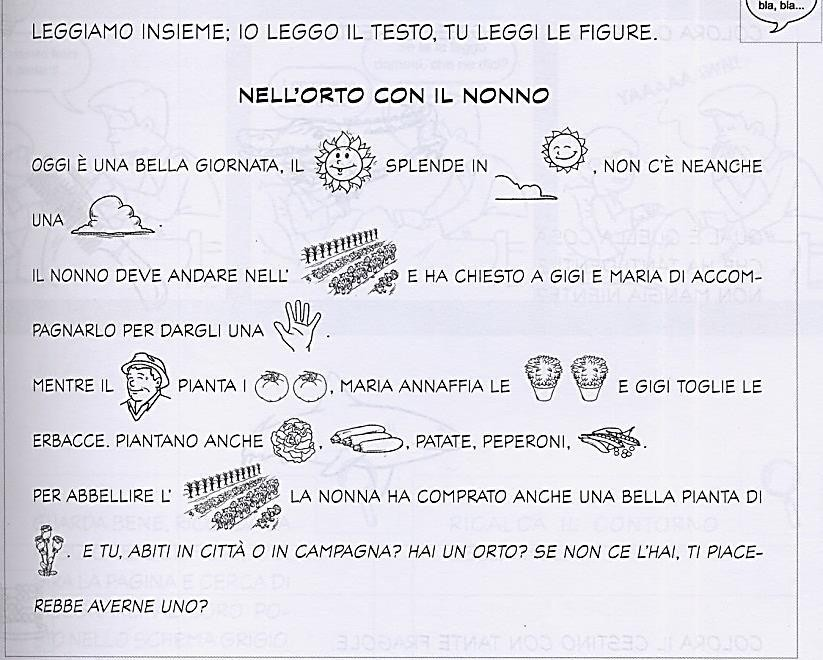 bla, bla...
LEGGIAMO INSIEME; IO LEGGO IL TESTO, TU LEGGI LE FIGURE.
NELL'ORTO CON IL NONNO
OGGI È UNA BELLA GIORNATA, IL SPLENDE IN , NON C'È NEANCHE
UNA .
IL NONNO DEVE ANDARE NELL' E HA CHIESTO A GIGI E MARIA DI ACCOM-
PAGNARLO PER DARGLI UNA .
MENTRE IL PIANTA I , MARIA ANNAFFIA LE E GIGI TOGLIE LE
ERBACCE. PIANTANO ANCHE , , PATATE, PEPERONI, .
PER ABBELLIRE L' LA NONNA HA COMPRATO ANCHE UNA BELLA PIANTA DI
. E TU, ABITI IN CITTÀ O IN CAMPAGNA? HAI UN ORTO? SE NON CE L'HAI, TI PIACE-
REBBE AVERNE UNO?